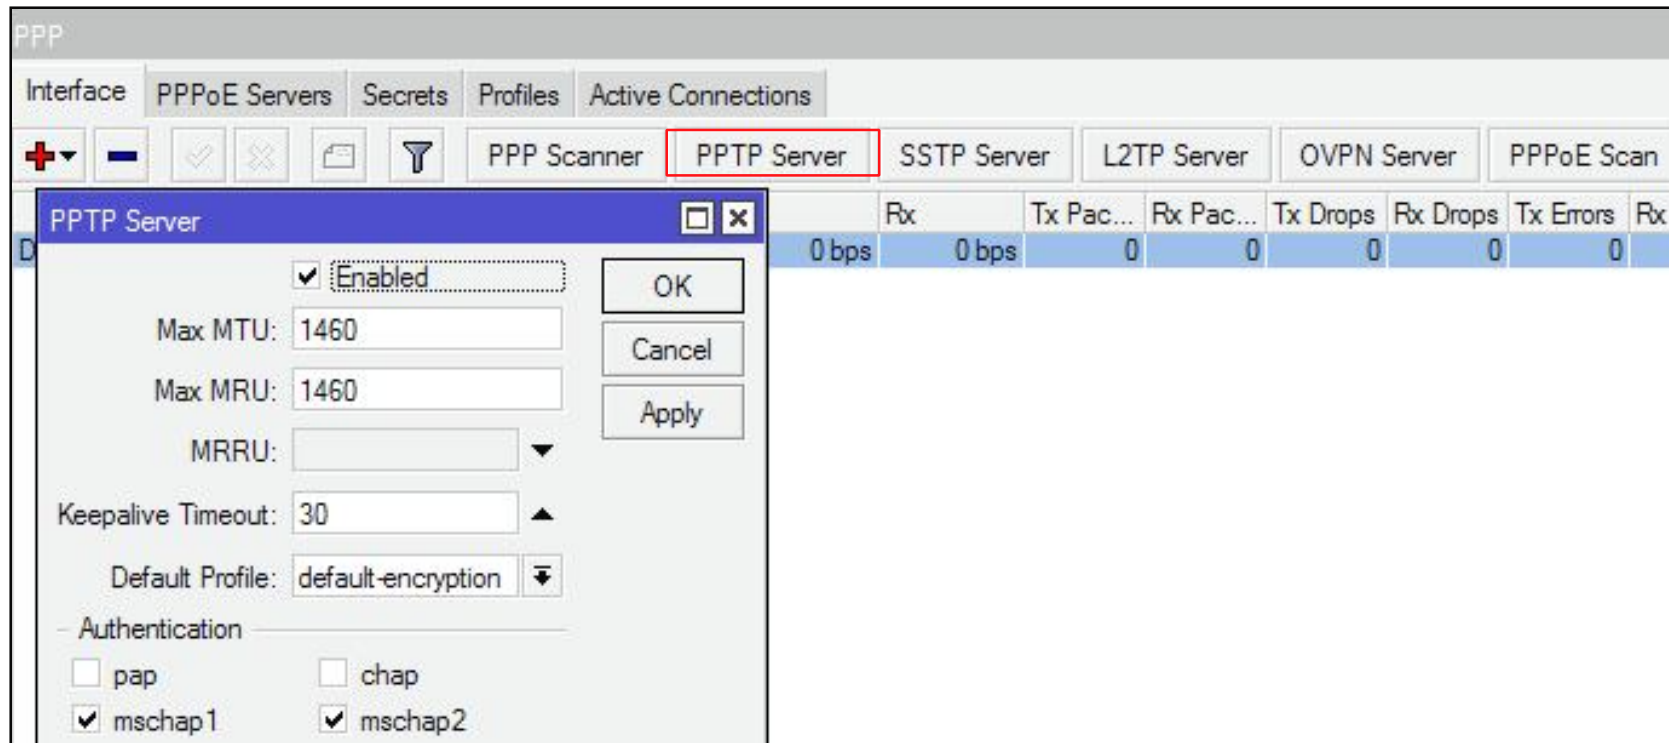 PPP
Interface PPPoE Servers Secrets Profiles Active Connections
PPP Scanner PPTP Server SSTP Server L2TP Server OVPN Server PPPoE Scan
PPTP Server
Rx Tx Pac... Rx Pac... Tx Drops Rx Drops Tx Errors Rx
D 0 bps 0 bps 0 0 0 0 0
Enabled
OK
Max MTU: 1460
Cancel
Max MRU: 1460
Apply
MRRU:
Keepalive Timeout: 30
Default Profile: default-encryption
Authentication
pap chap
mschap1 mschap2